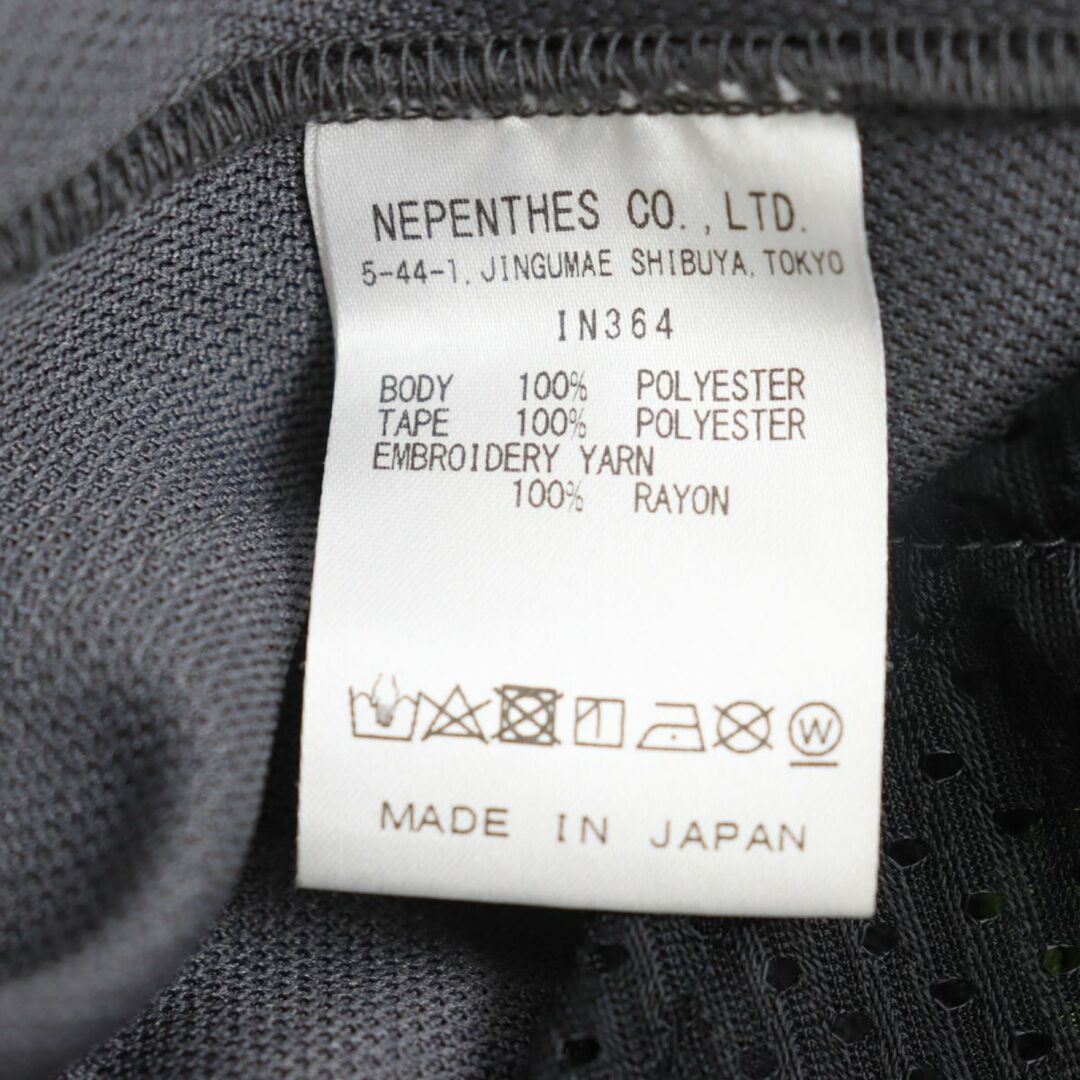 NEPENTHES CO.,LTD.
5-44-1, JINGUMAE SHIBUYA, TOKYO
IN364
BODY 100% POLYESTER
TAPE 100% POLYESTER
EMBROIDERY YARN
100% RAYON
W
MADE IN JAPAN